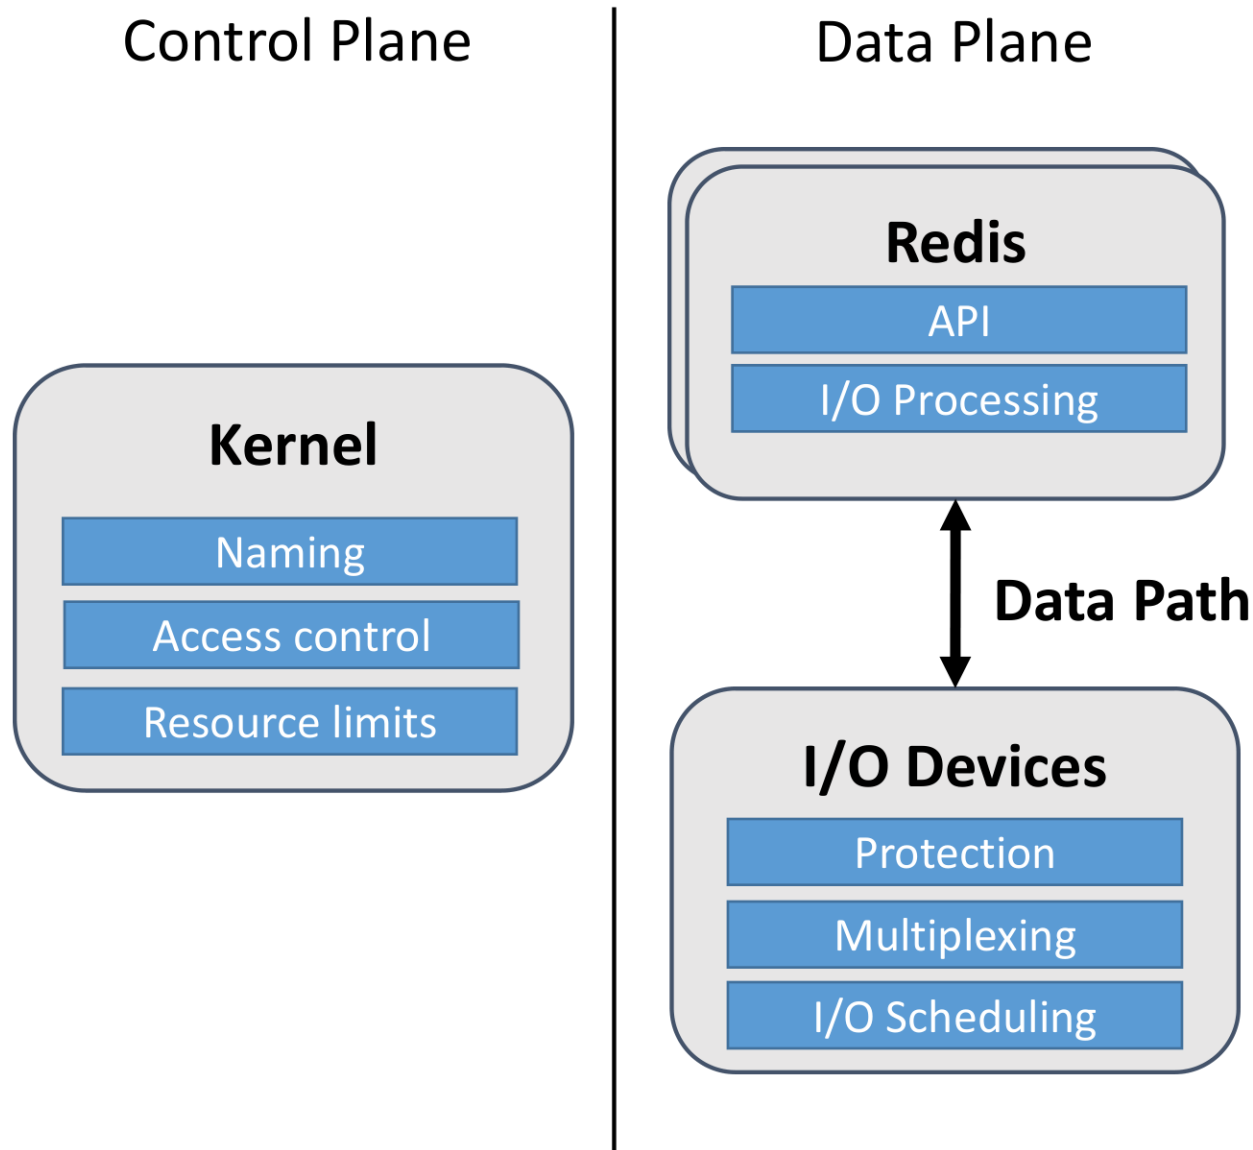 Control Plane
Data Plane
Kernel
Naming
Access control
Resource limits
Redis
API
I/O Processing
Data Path
I/O Devices
Protection
Multiplexing
I/O Scheduling